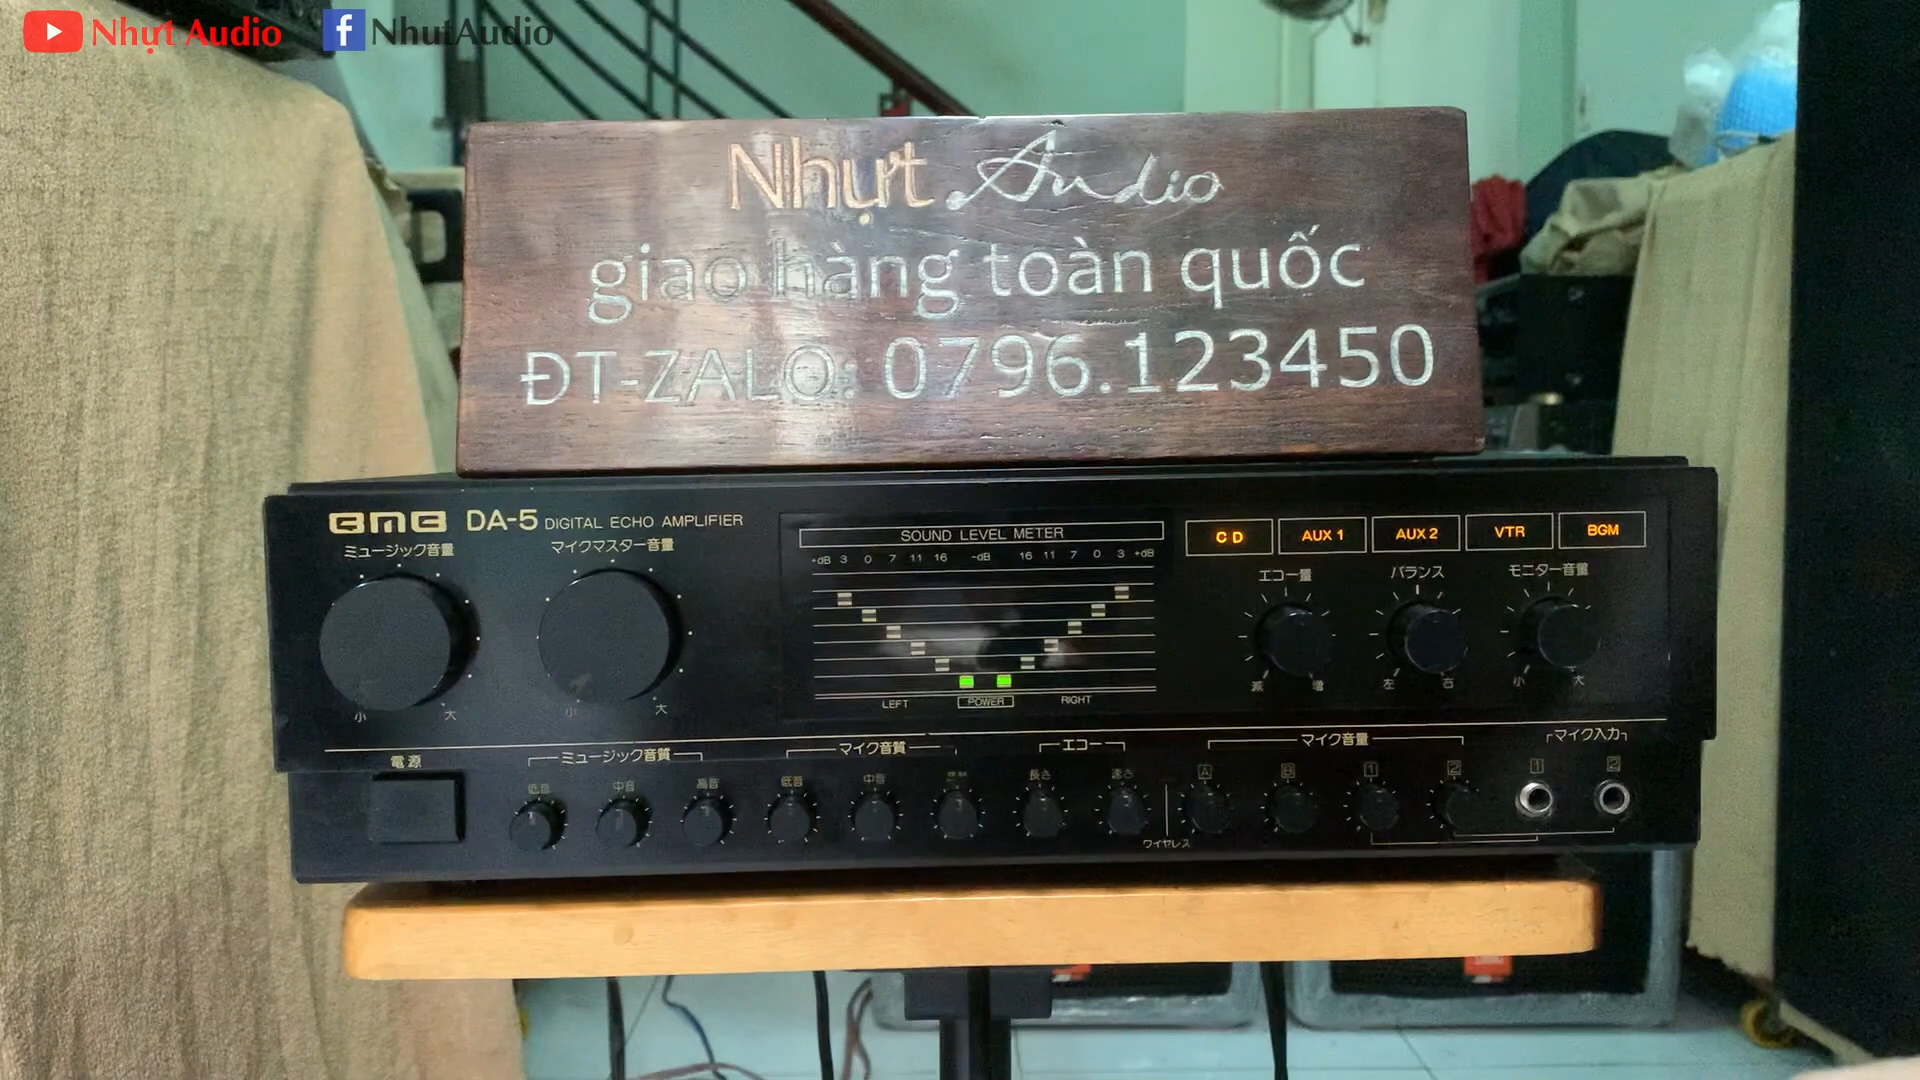 Nhựt Audio
NhutAudio
Nhựt Audio
giao hàng toàn quốc
ĐT-ZALO: 0796.123450
BMB DA-5 DIGITAL ECHO AMPLIFIER
ミュージック音量
マイクマスター音量
小 大
小 大
SOUND LEVEL METER
+dB 3 0 7 11 16 -dB 16 11 7 0 3 +dB
LEFT POWER RIGHT
CD AUX 1 AUX 2 VTR BGM
エコー量 バランス モニター音量
減 増 左 右 小 大
電源
ミュージック音質 マイク音質 エコー マイク音量 マイク入力
低音 中音 高音 低音 中音 長さ 速さ A B 1 2 1 2
ワイヤレス